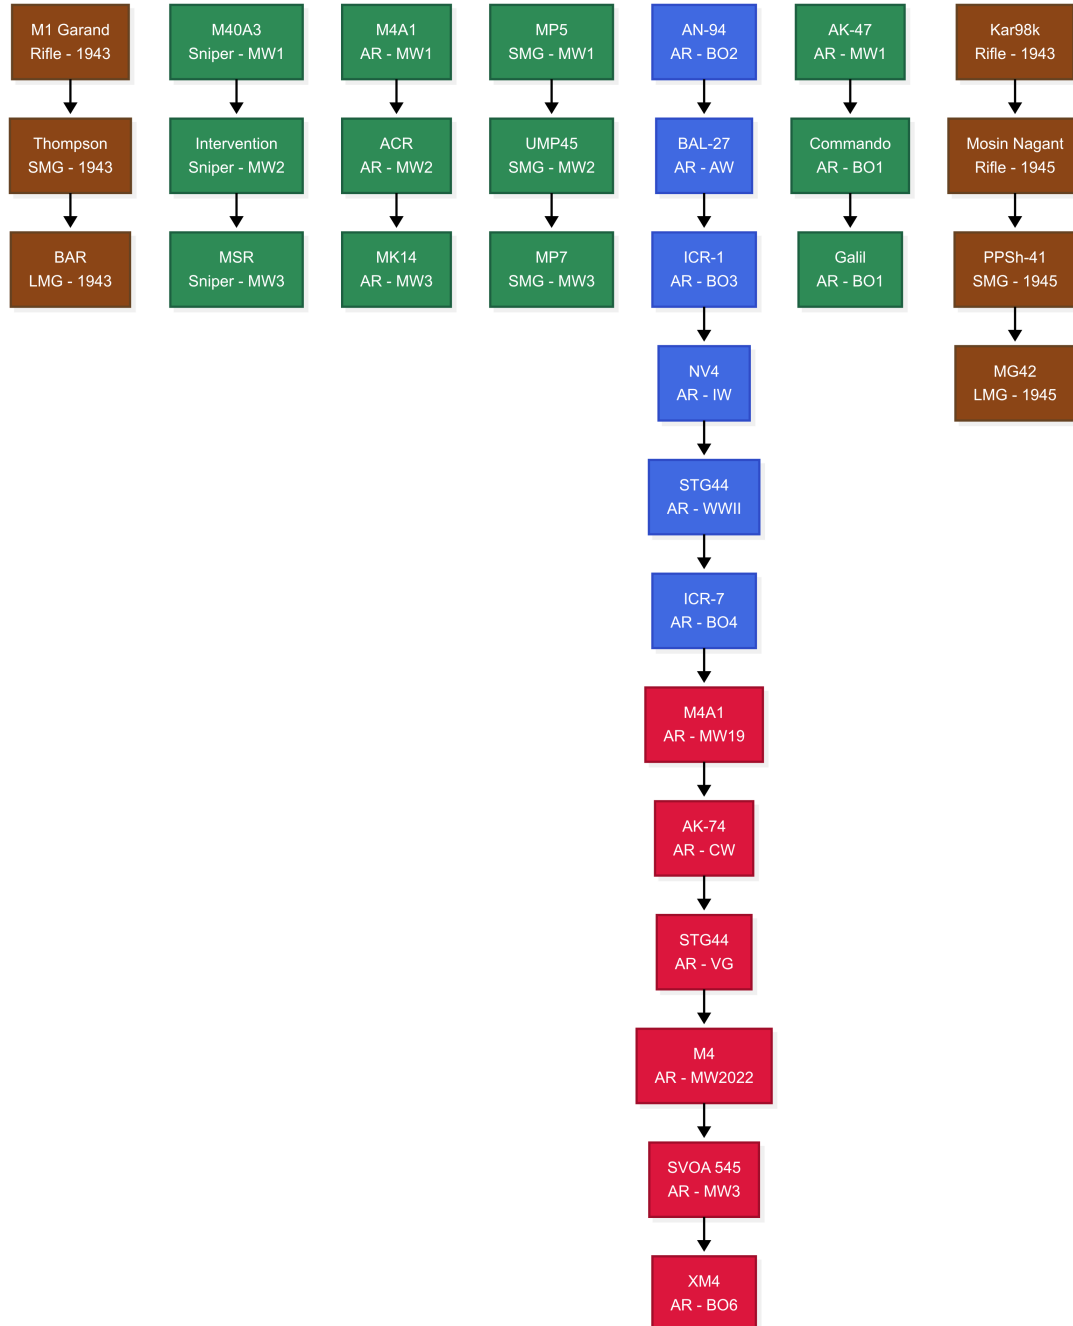 M1 Garand
Rifle - 1943
Thompson
SMG - 1943
BAR
LMG - 1943
M40A3
Sniper - MW1
Intervention
Sniper - MW2
MSR
Sniper - MW3
M4A1
AR - MW1
ACR
AR - MW2
MK14
AR - MW3
MP5
SMG - MW1
UMP45
SMG - MW2
MP7
SMG - MW3
AN-94
AR - BO2
BAL-27
AR - AW
ICR-1
AR - BO3
NV4
AR - IW
STG44
AR - WWII
ICR-7
AR - BO4
M4A1
AR - MW19
AK-74
AR - CW
STG44
AR - VG
M4
AR - MW2022
SVOA 545
AR - MW3
XM4
AR - BO6
AK-47
AR - MW1
Commando
AR - BO1
Galil
AR - BO1
Kar98k
Rifle - 1943
Mosin Nagant
Rifle - 1945
PPSh-41
SMG - 1945
MG42
LMG - 1945